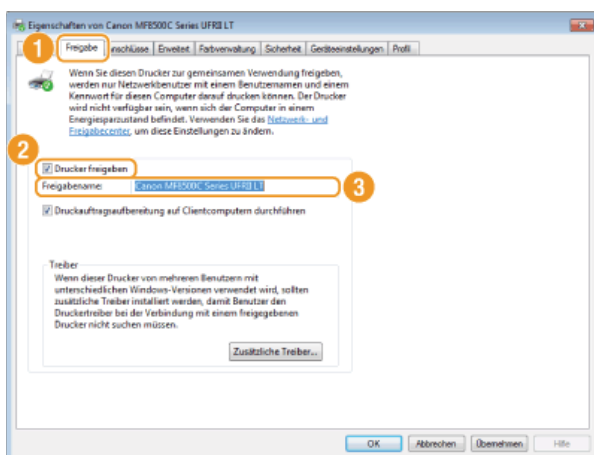 Eigenschaften von Canon MF8500C Series UFRII LT
1
Freigabe Anschlüsse Erweitert Farbverwaltung Sicherheit Geräteeinstellungen Profil
Wenn Sie diesen Drucker zur gemeinsamen Verwendung freigeben,
werden nur Netzwerkbenutzer mit einem Benutzernamen und einem
Kennwort für diesen Computer darauf drucken können. Der Drucker
wird nicht verfügbar sein, wenn sich der Computer in einem
Energiesparzustand befindet. Verwenden Sie das Netzwerk- und
Freigabecenter, um diese Einstellungen zu ändern.
2
Drucker freigeben
Freigabename: Canon MF8500C Series UFRII LT
3
Druckauftragsaufbereitung auf Clientcomputern durchführen
Treiber
Wenn dieser Drucker von mehreren Benutzern mit
unterschiedlichen Windows-Versionen verwendet wird, sollten
zusätzliche Treiber installiert werden, damit Benutzer den
Druckertreiber bei der Verbindung mit einem freigegebenen
Drucker nicht suchen müssen.
Zusätzliche Treiber...
OK Abbrechen Übernehmen Hilfe